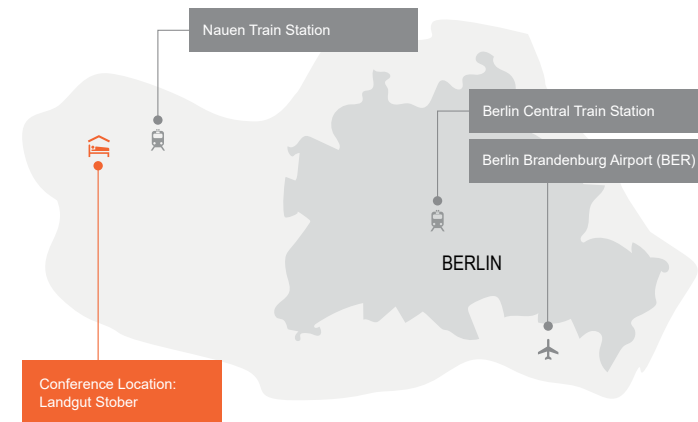 Nauen Train Station
Berlin Central Train Station
Berlin Brandenburg Airport (BER)
BERLIN
Conference Location:
Landgut Stober